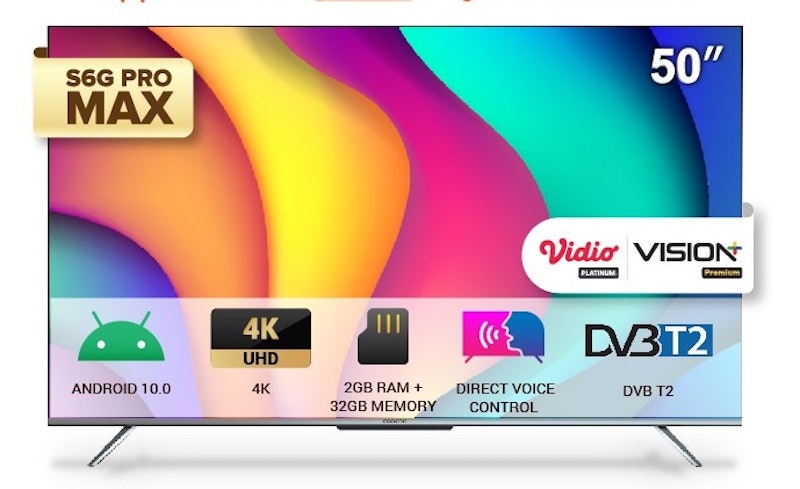 S6G PRO
MAX
50"
Vidio
PLATINUM
VISION+
Premium
4K
UHD
DVB T2
ANDROID 10.0
4K
2GB RAM +
32GB MEMORY
DIRECT VOICE
CONTROL
DVB T2